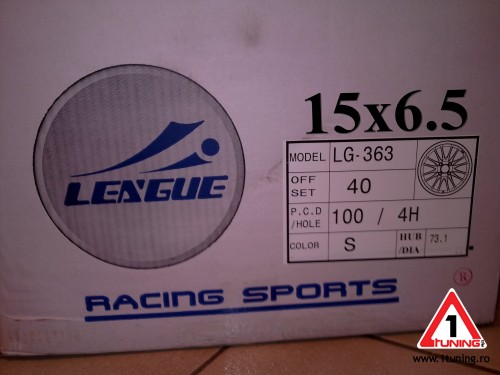 LEAGUE
15x6.5
MODEL LG-363
OFF SET 40
P.C.D /HOLE 100 / 4H
COLOR S HUB /DIA 73.1
®
RACING SPORTS
1
TUNING.RO
www.1tuning.ro